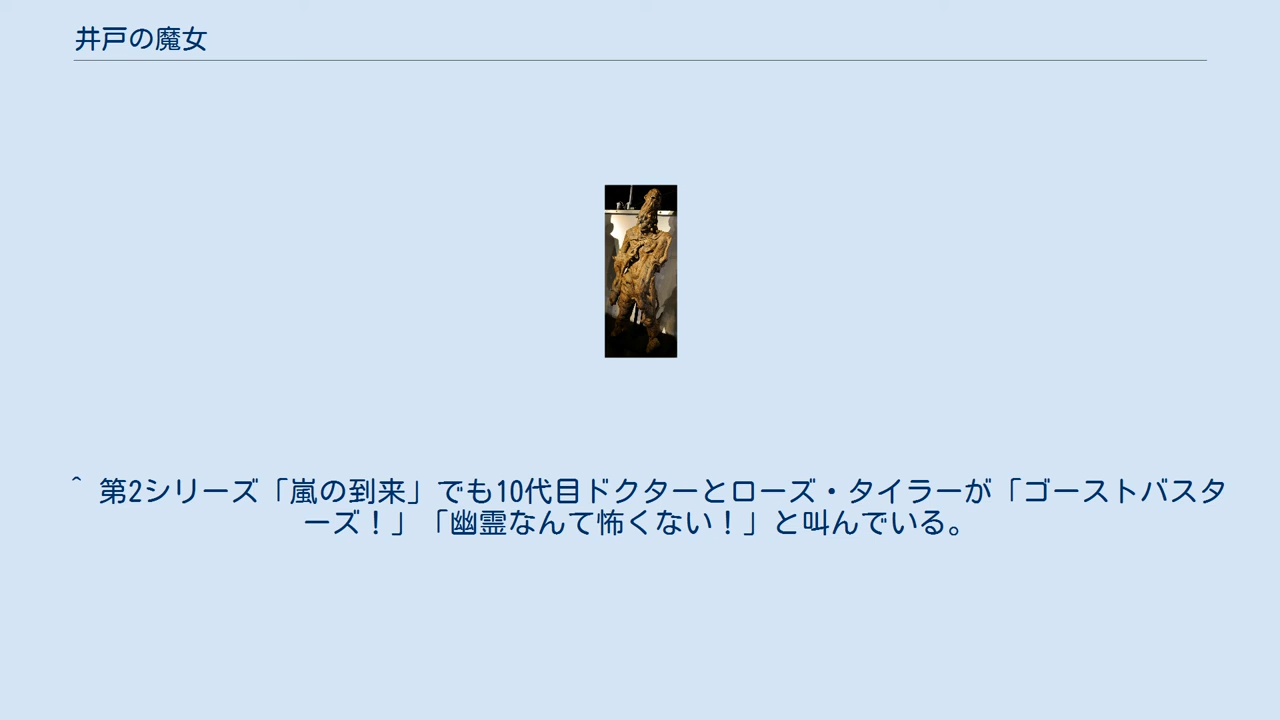 井戸の魔女
^ 第2シリーズ「嵐の到来」でも10代目ドクターとローズ・タイラーが「ゴーストバスタ
ーズ！」「幽霊なんて怖くない！」と叫んでいる。